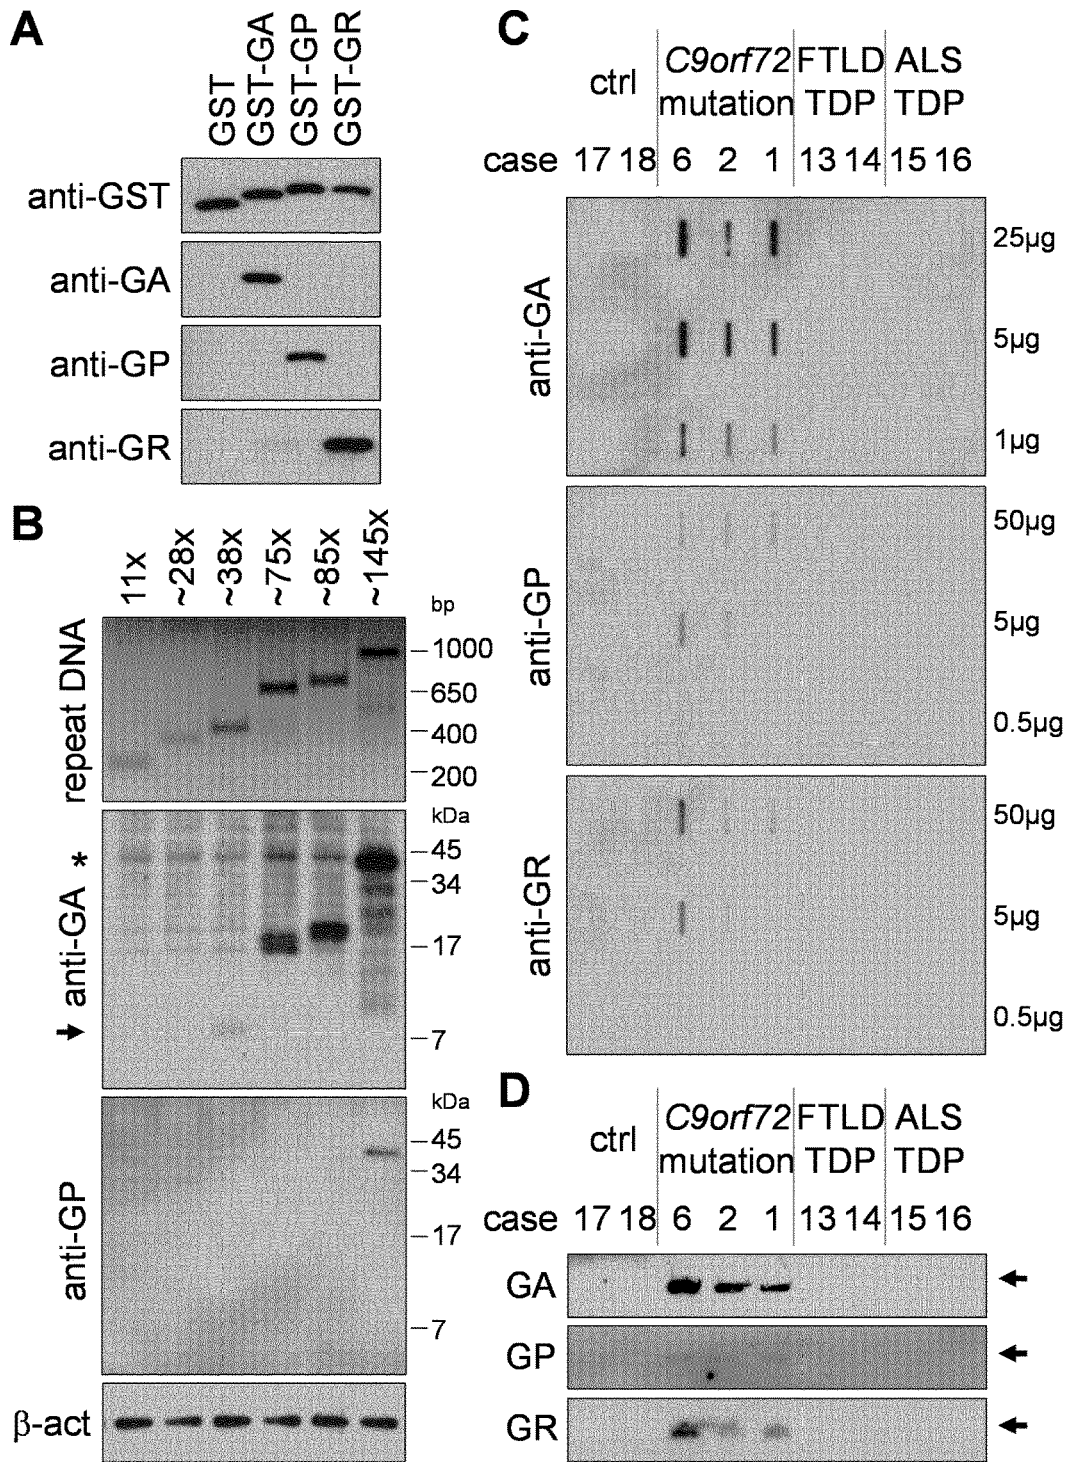 A
GST
GST-GA
GST-GP
GST-GR
anti-GST
anti-GA
anti-GP
anti-GR
B
11x
~28x
~38x
~75x
~85x
~145x
repeat DNA
bp
1000
650
400
200
anti-GA *
kDa
45
34
17
7
anti-GP
kDa
45
34
17
7
β-act
C
ctrl
C9orf72 mutation
FTLD TDP
ALS TDP
case 17 18 6 2 1 13 14 15 16
anti-GA
25µg
5µg
1µg
anti-GP
50µg
5µg
0.5µg
anti-GR
50µg
5µg
0.5µg
D
ctrl
C9orf72 mutation
FTLD TDP
ALS TDP
case 17 18 6 2 1 13 14 15 16
GA
GP
GR